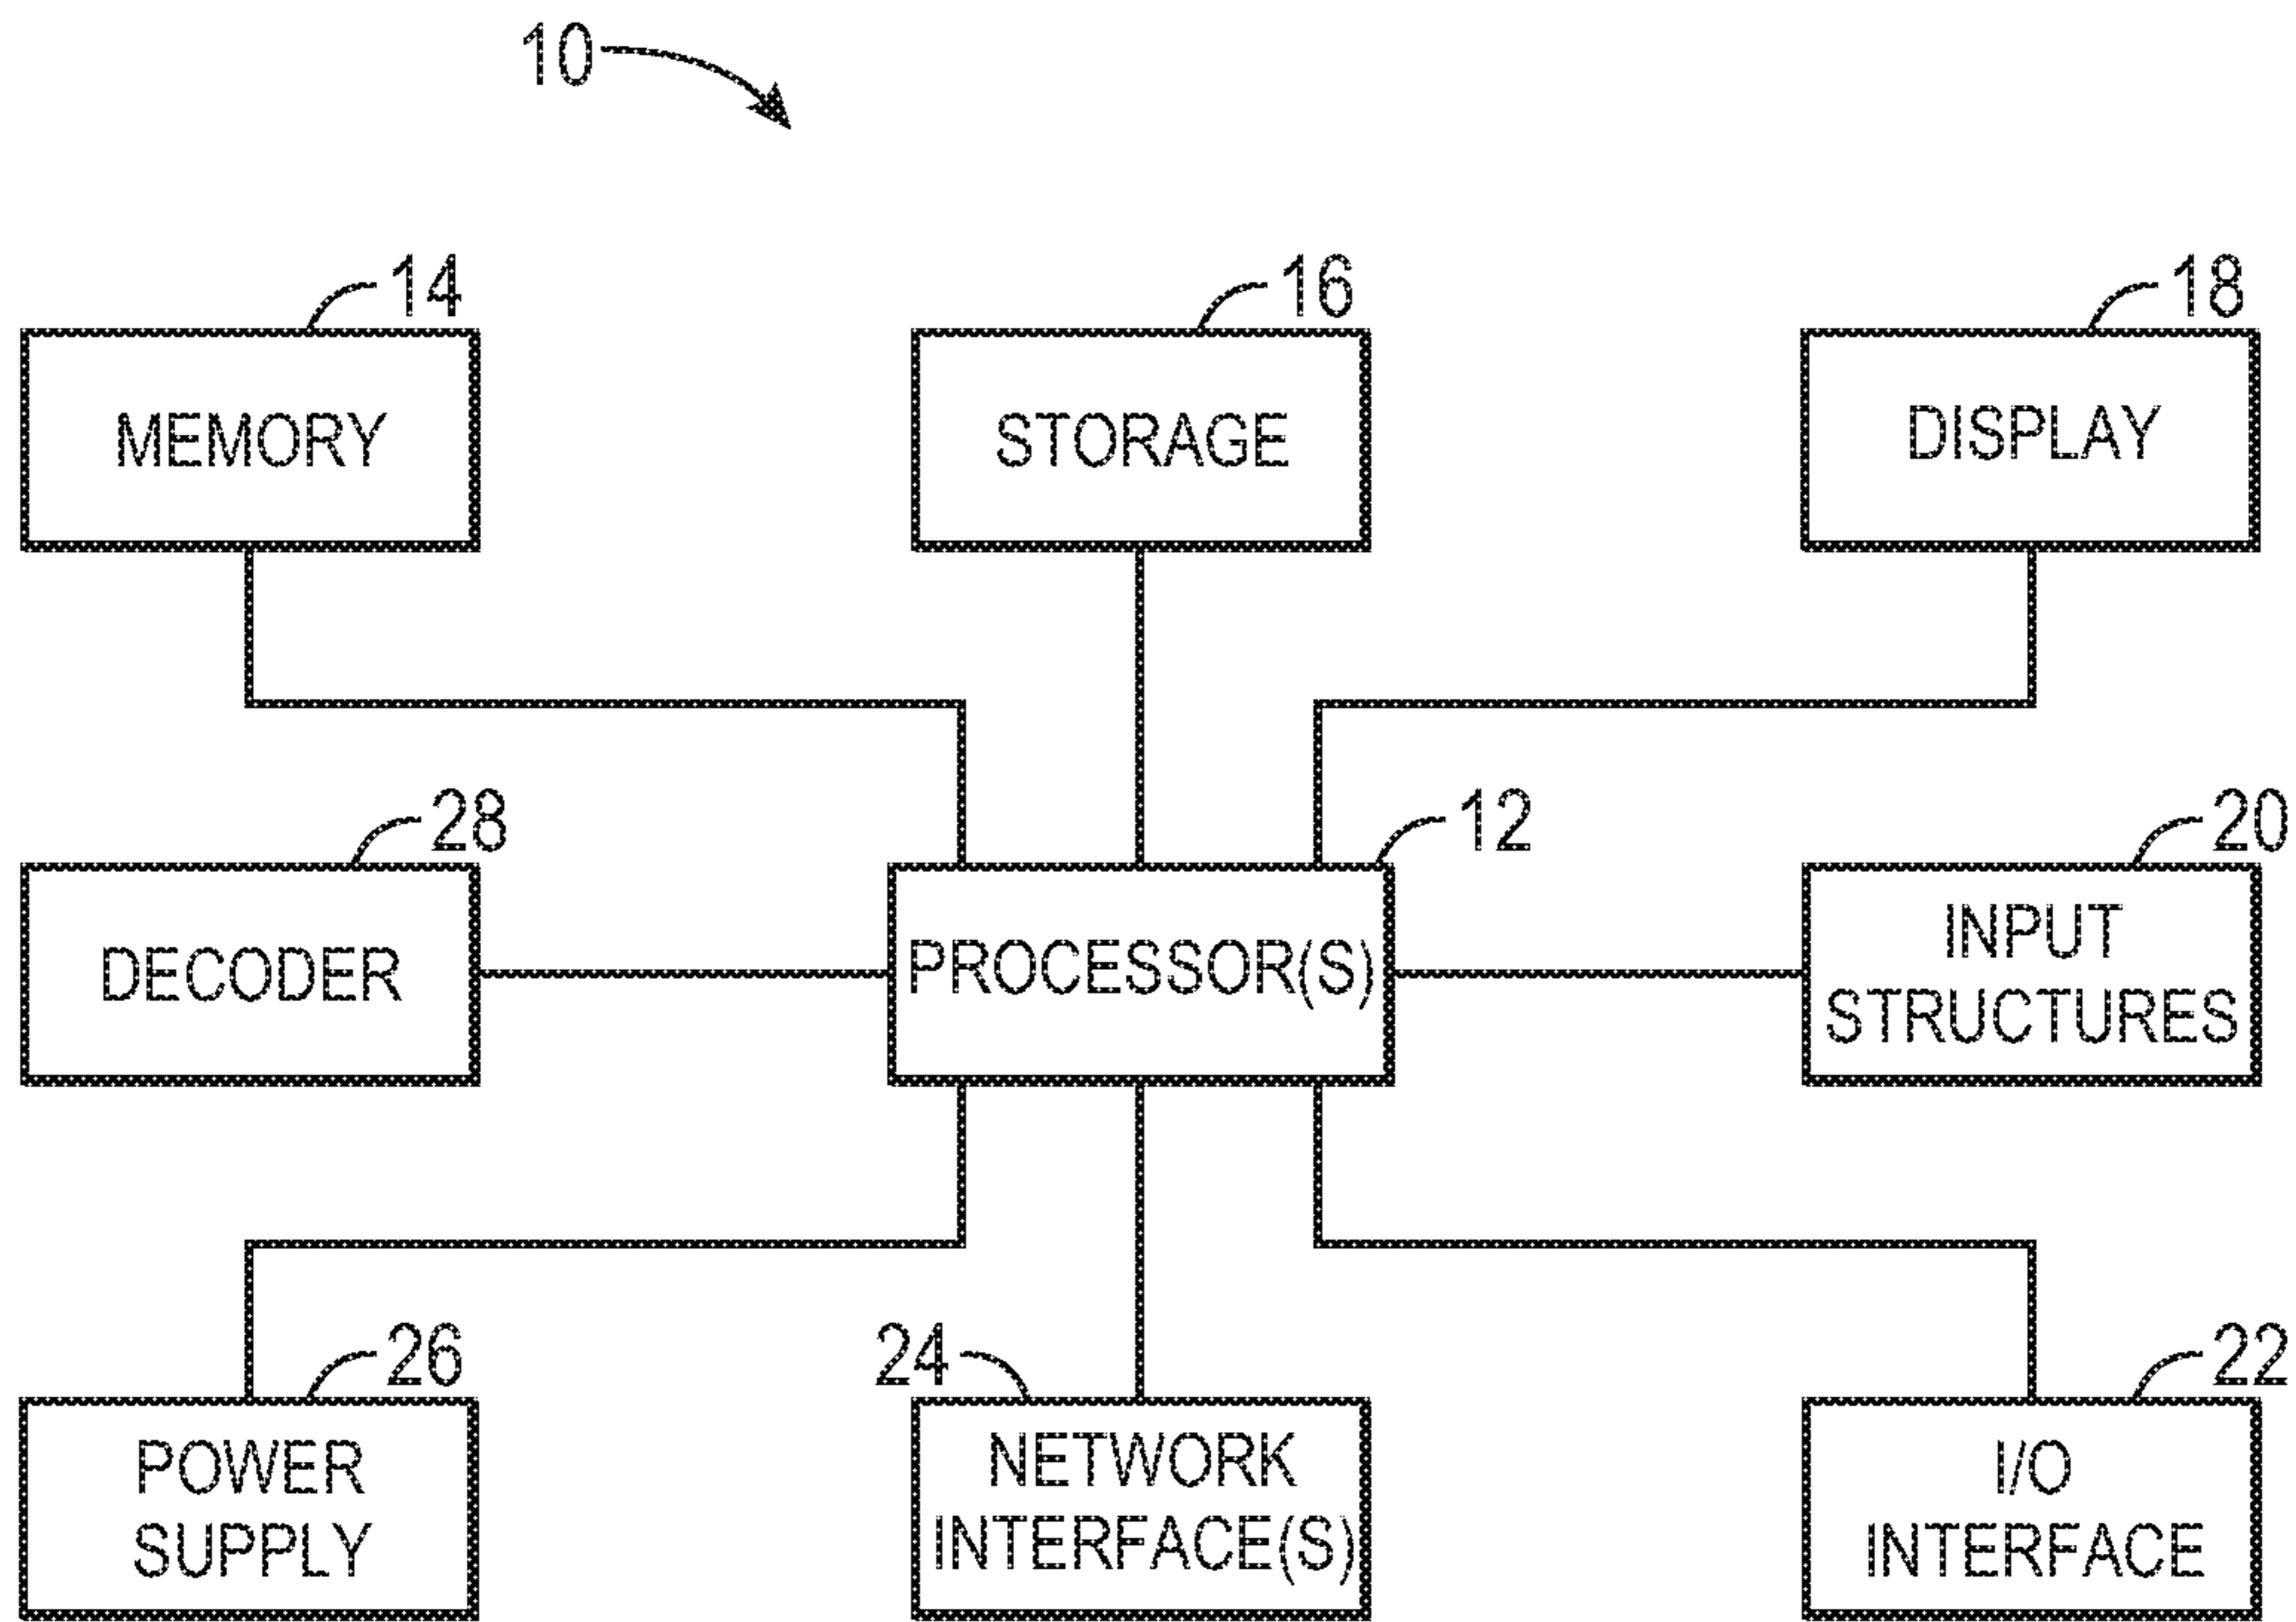 10
14
16
18
MEMORY
STORAGE
DISPLAY
28
12
20
DECODER
PROCESSOR(S)
INPUT
STRUCTURES
26
24
22
POWER
SUPPLY
NETWORK
INTERFACE(S)
I/O
INTERFACE